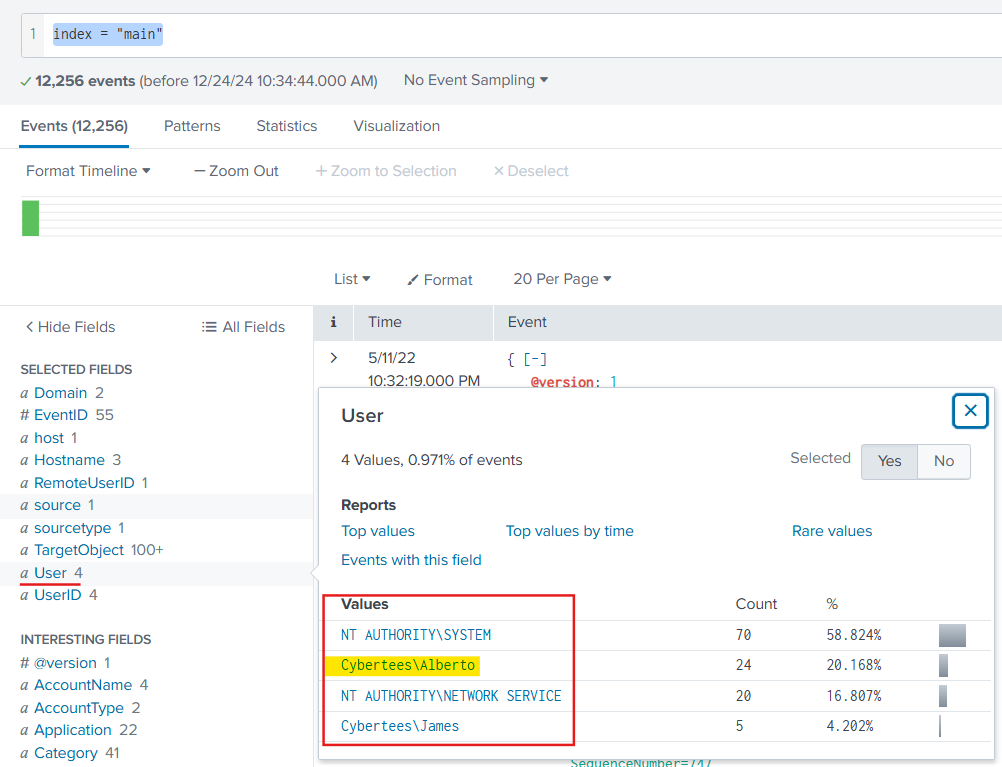 1 index = "main"
✓ 12,256 events (before 12/24/24 10:34:44.000 AM) No Event Sampling ▾
Events (12,256) Patterns Statistics Visualization
Format Timeline ▾ — Zoom Out + Zoom to Selection × Deselect
List ▾ Format 20 Per Page ▾
< Hide Fields All Fields i Time Event
SELECTED FIELDS
a Domain 2
# EventID 55
a host 1
a Hostname 3
a RemoteUserID 1
a source 1
a sourcetype 1
a TargetObject 100+
a User 4
a UserID 4
INTERESTING FIELDS
# @version 1
a AccountName 4
a AccountType 2
a Application 22
a Category 41
> 5/11/22 { [-]
10:32:19.000 PM @version: 1
User ×
4 Values, 0.971% of events Selected Yes No
Reports
Top values Top values by time Rare values
Events with this field
Values Count %
NT AUTHORITY\SYSTEM 70 58.824%
Cybertees\Alberto 24 20.168%
NT AUTHORITY\NETWORK SERVICE 20 16.807%
Cybertees\James 5 4.202%
SequenceNumber=747